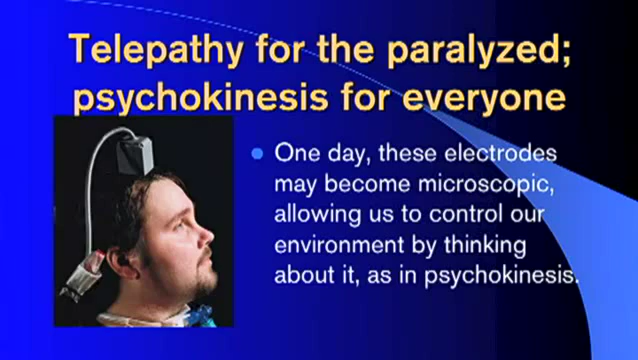 Telepathy for the paralyzed;
psychokinesis for everyone
One day, these electrodes
may become microscopic,
allowing us to control our
environment by thinking
about it, as in psychokinesis.